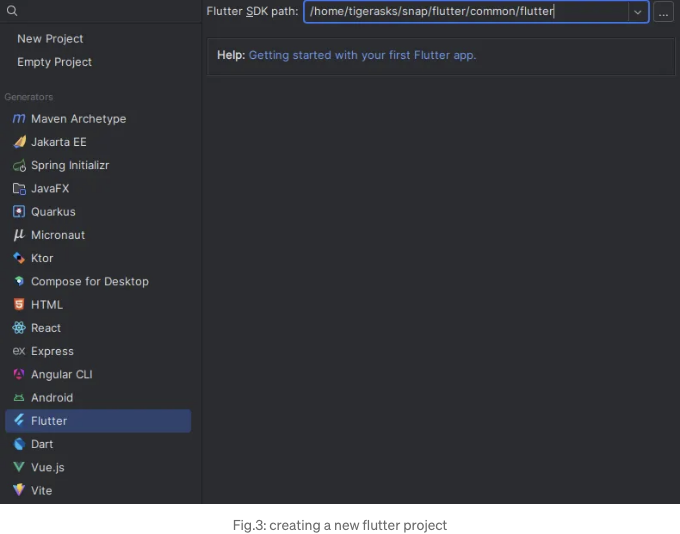 Flutter SDK path: /home/tigerasks/snap/flutter/common/flutter ...
New Project
Empty Project
Help: Getting started with your first Flutter app.
Generators
Maven Archetype
Jakarta EE
Spring Initializr
JavaFX
Quarkus
Micronaut
Ktor
Compose for Desktop
HTML
React
ex Express
Angular CLI
Android
Flutter
Dart
Vue.js
Vite
Fig.3: creating a new flutter project